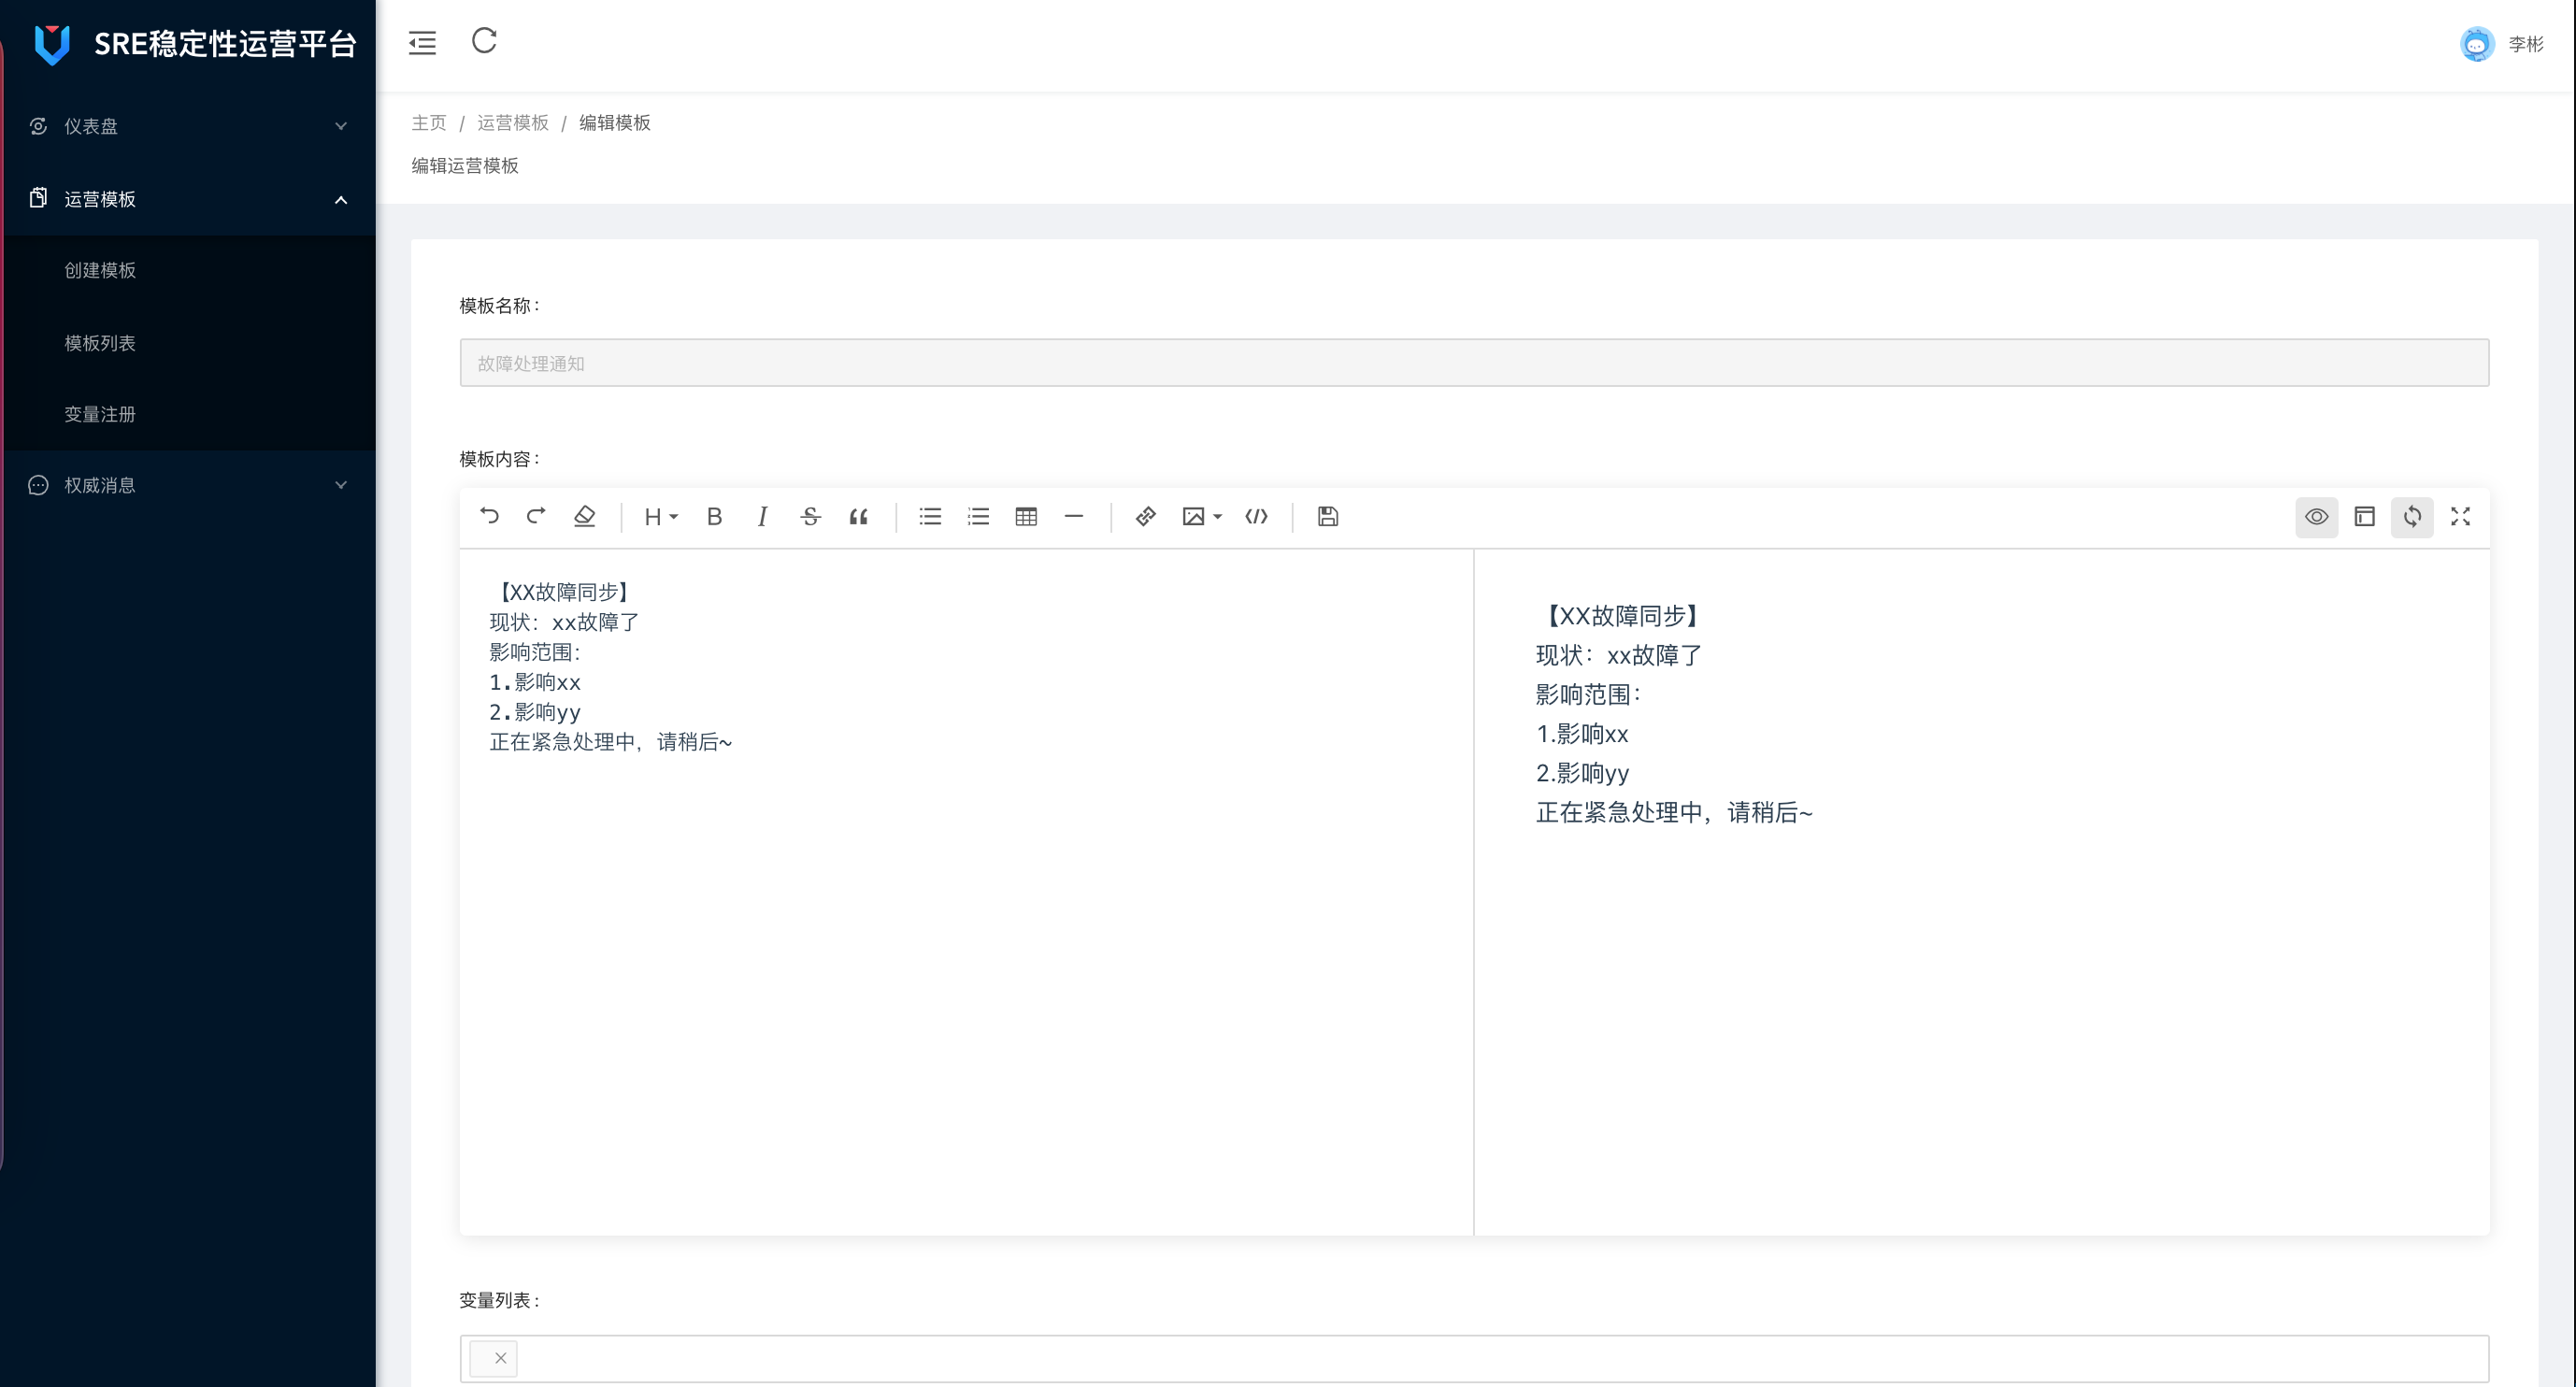 SRE稳定性运营平台
李彬
仪表盘
运营模板
创建模板
模板列表
变量注册
权威消息
主页 / 运营模板 / 编辑模板
编辑运营模板
模板名称：
故障处理通知
模板内容：
【XX故障同步】
现状：xx故障了
影响范围：
1.影响xx
2.影响yy
正在紧急处理中，请稍后~
【XX故障同步】
现状：xx故障了
影响范围：
1.影响xx
2.影响yy
正在紧急处理中，请稍后~
变量列表：